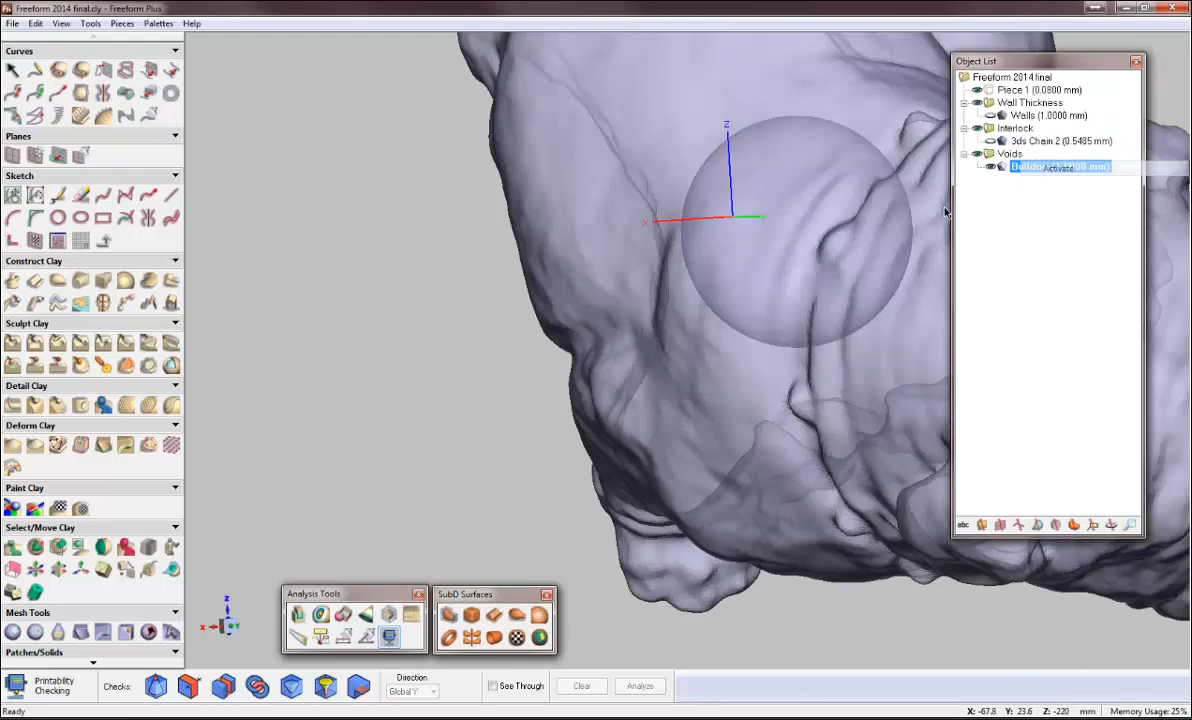 Freeform 2014 final.cly - Freeform Plus
File Edit View Tools Pieces Palettes Help
Curves
Planes
Sketch
Construct Clay
Sculpt Clay
Detail Clay
Deform Clay
Paint Clay
Select/Move Clay
Mesh Tools
Patches/Solids
Z
X
Object List
Freeform 2014 final
Piece 1 (0.0800 mm)
Wall Thickness
Walls (1.0000 mm)
Interlock
3ds Chain 2 (0.5485 mm)
Voids
Activate
abc
Analysis Tools
SubD Surfaces
z
x
Y
Printability
Checking
Checks:
Direction
Global Y
See Through
Clear
Analyze
Ready
X: -67.8 Y: 23.6 Z: -220 mm Memory Usage: 25%